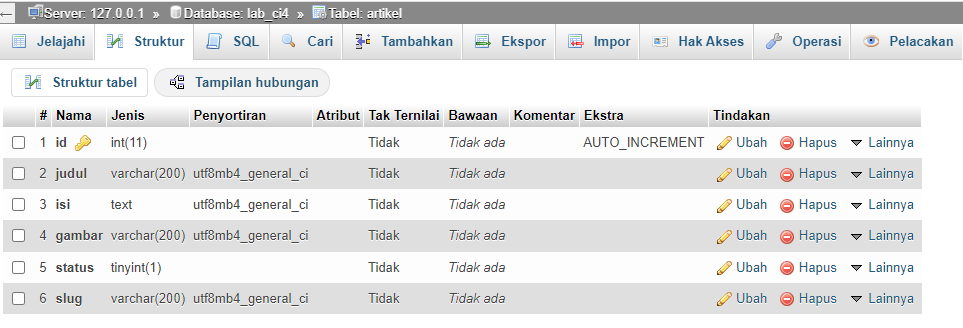 Server: 127.0.0.1 » Database: lab_ci4 » Tabel: artikel
Jelajahi Struktur SQL Cari Tambahkan Ekspor Impor Hak Akses Operasi Pelacakan
Struktur tabel Tampilan hubungan
# Nama Jenis Penyortiran Atribut Tak Ternilai Bawaan Komentar Ekstra Tindakan
1 id int(11) Tidak Tidak ada AUTO_INCREMENT Ubah Hapus Lainnya
2 judul varchar(200) utf8mb4_general_ci Tidak Tidak ada Ubah Hapus Lainnya
3 isi text utf8mb4_general_ci Tidak Tidak ada Ubah Hapus Lainnya
4 gambar varchar(200) utf8mb4_general_ci Tidak Tidak ada Ubah Hapus Lainnya
5 status tinyint(1) Tidak Tidak ada Ubah Hapus Lainnya
6 slug varchar(200) utf8mb4_general_ci Tidak Tidak ada Ubah Hapus Lainnya